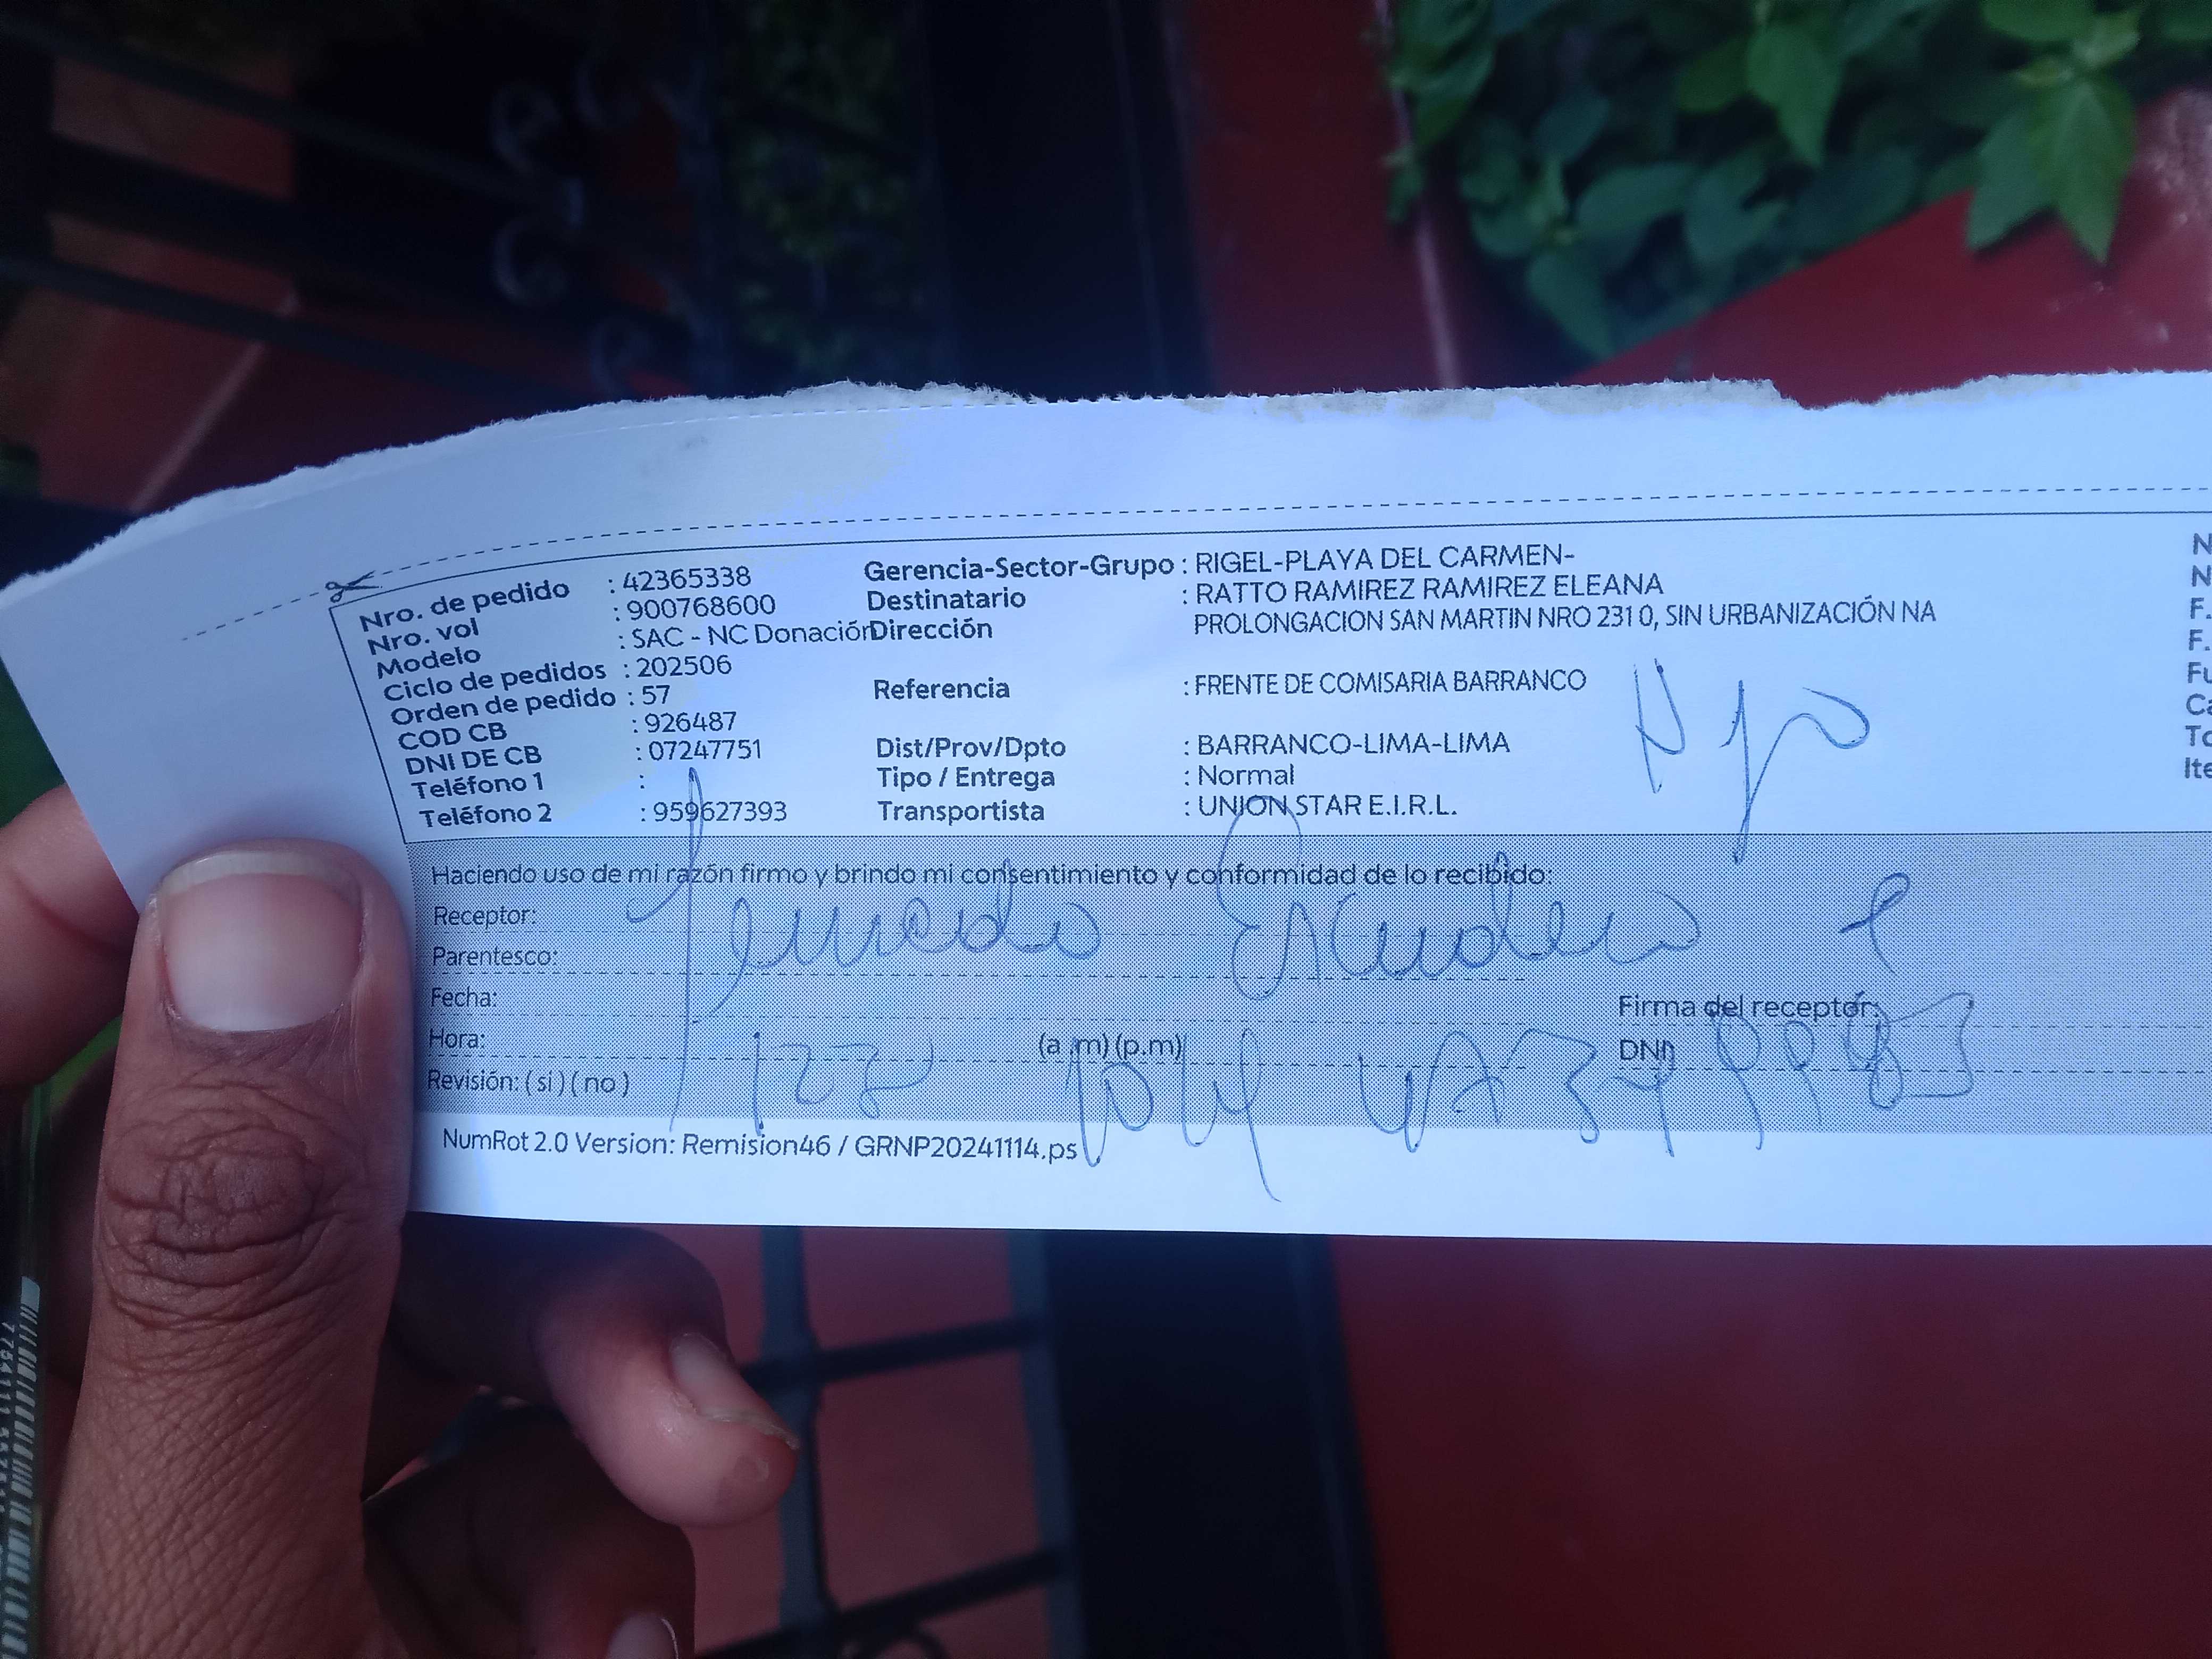 Nro. de pedido : 42365338
Nro. vol : 900768600
Modelo : SAC - NC Donación
Ciclo de pedidos : 202506
Orden de pedido : 57
COD CB : 926487
DNI DE CB : 07247751
Teléfono 1 :
Teléfono 2 : 959627393
Gerencia-Sector-Grupo : RIGEL-PLAYA DEL CARMEN-
Destinatario : RATTO RAMIREZ RAMIREZ ELEANA
Dirección PROLONGACION SAN MARTIN NRO 231 0, SIN URBANIZACIÓN NA
Referencia : FRENTE DE COMISARIA BARRANCO
Dist/Prov/Dpto : BARRANCO-LIMA-LIMA
Tipo / Entrega : Normal
Transportista : UNION STAR E.I.R.L.
N
N
F.
F.
Fu
Ca
To
Ite
Haciendo uso de mi razón firmo y brindo mi consentimiento y conformidad de lo recibido:
Receptor:
Parentesco:
Fecha:
Hora: (a .m) (p.m)
Revisión: ( si ) ( no )
Firma del receptor:
DNI
NumRot 2.0 Version: Remision46 / GRNP20241114.ps